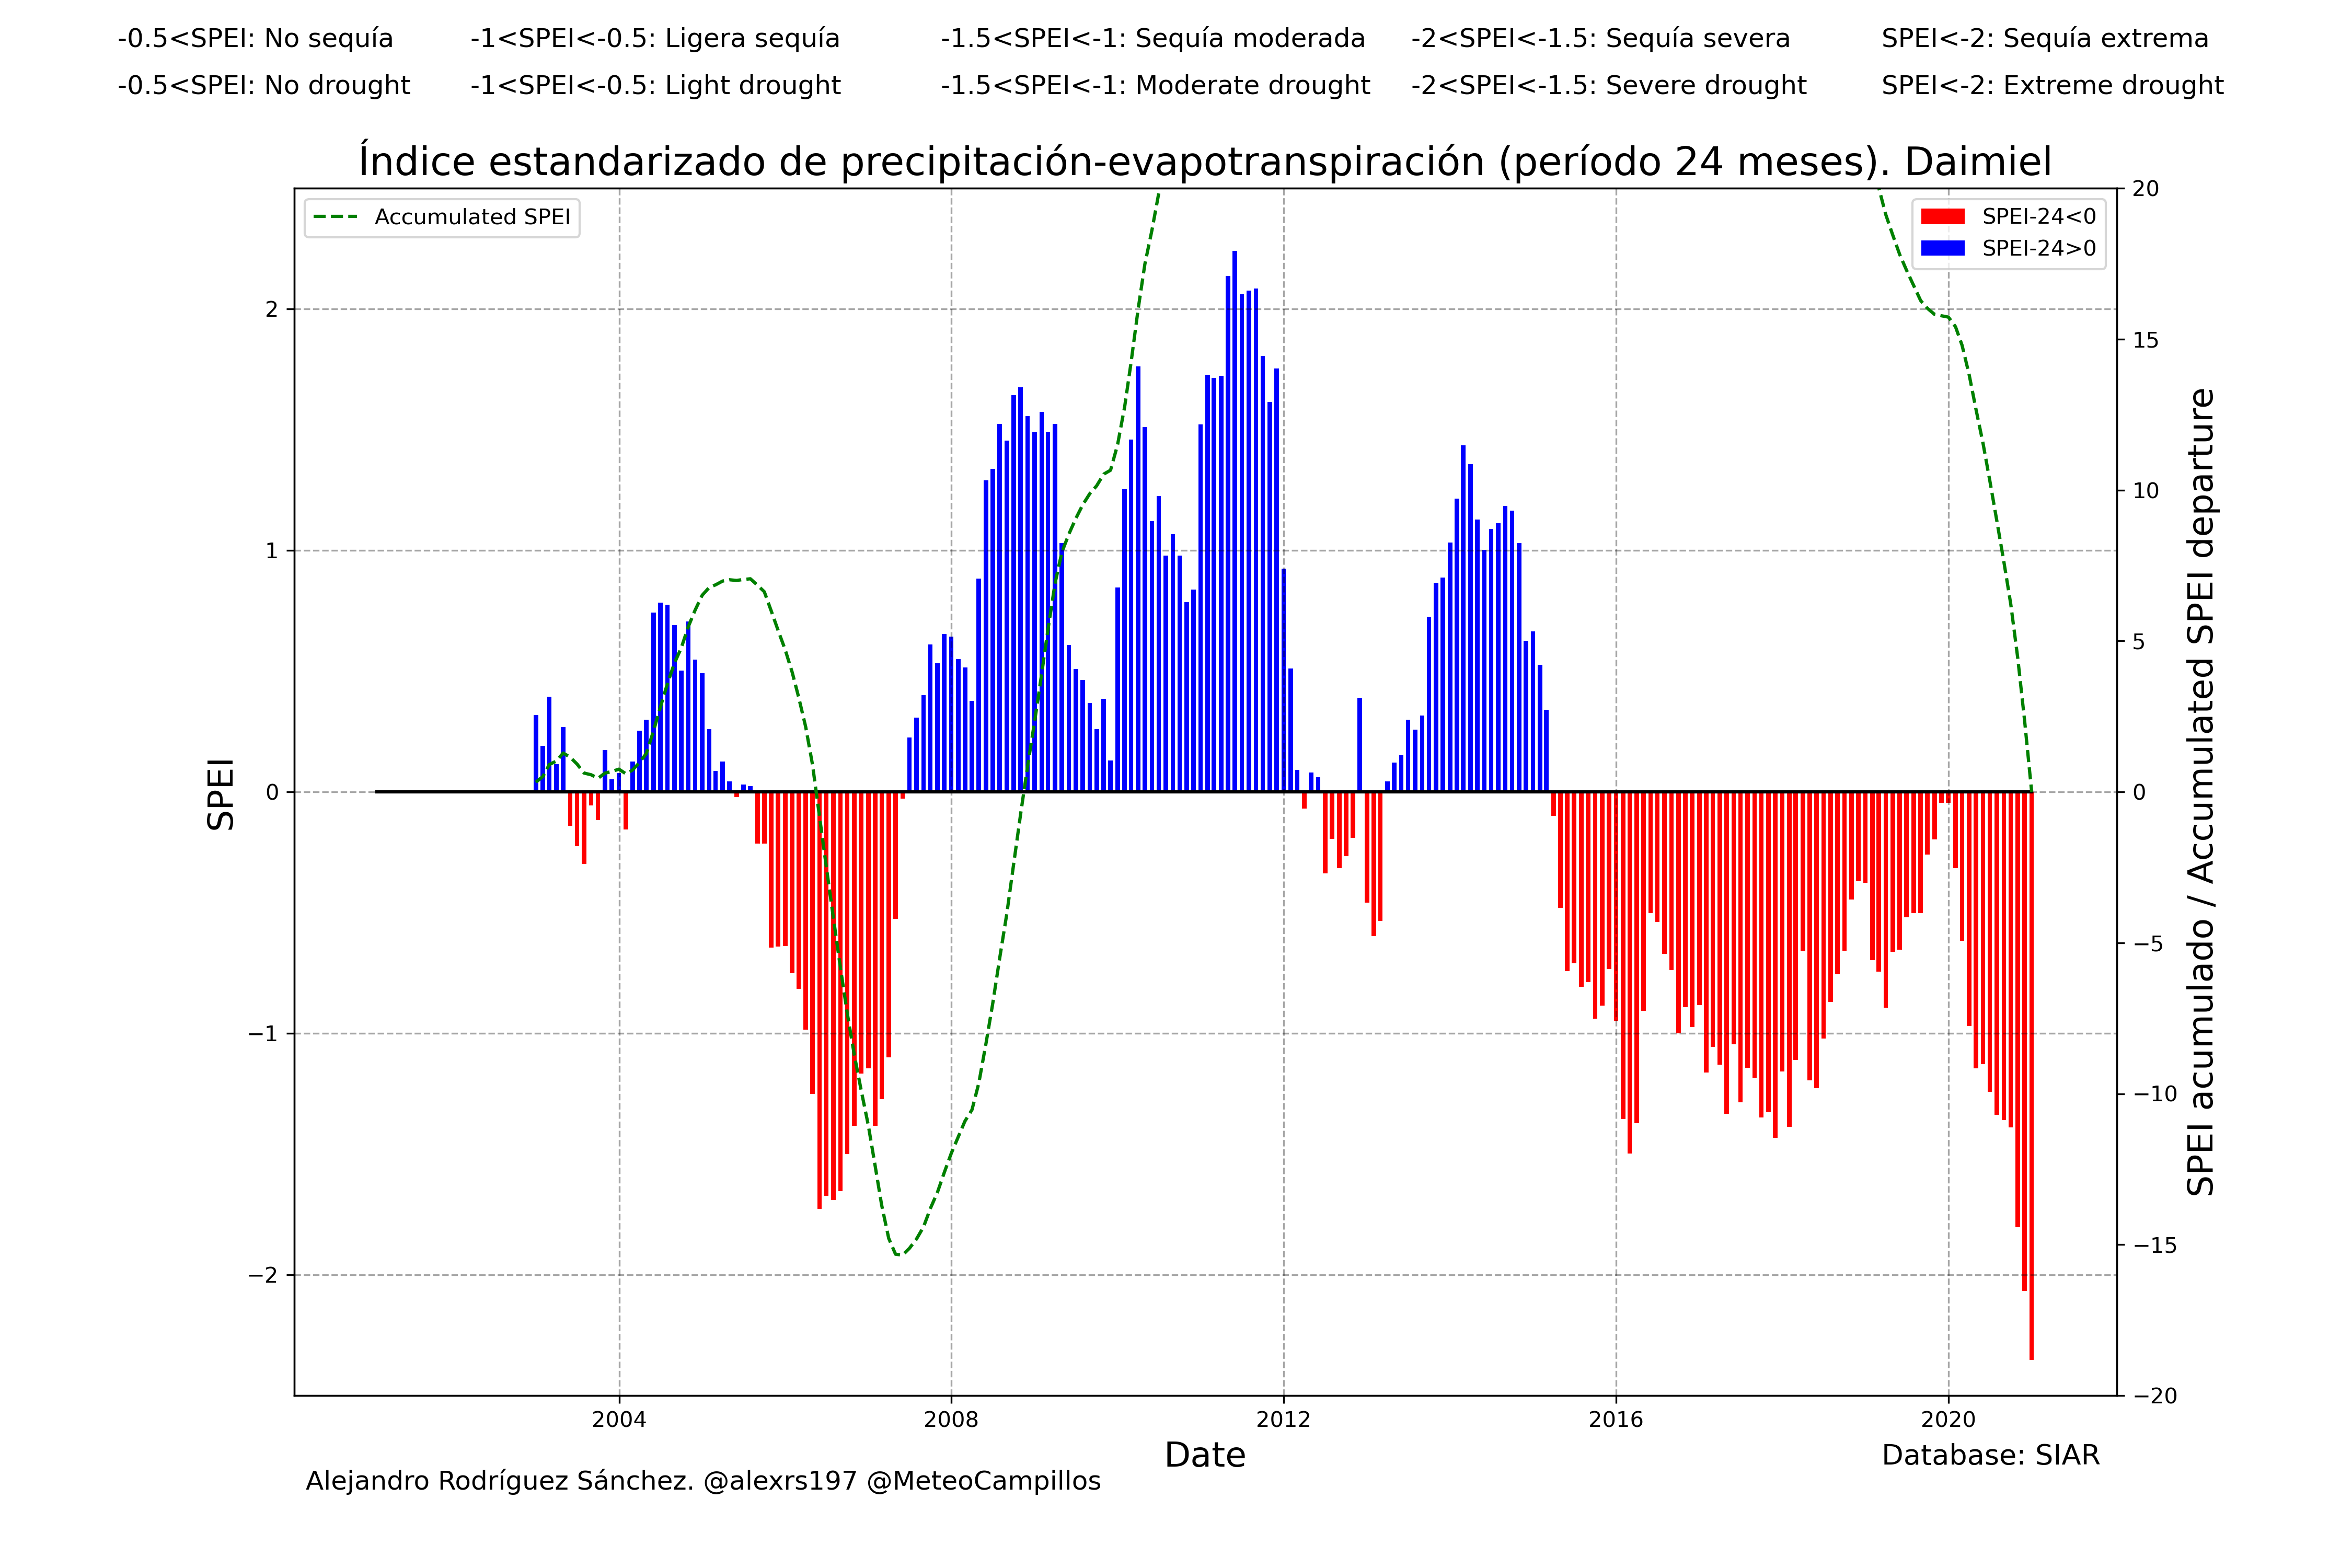 -0.5<SPEI: No sequía
-1<SPEI<-0.5: Ligera sequía
-1.5<SPEI<-1: Sequía moderada
-2<SPEI<-1.5: Sequía severa
SPEI<-2: Sequía extrema
-0.5<SPEI: No drought
-1<SPEI<-0.5: Light drought
-1.5<SPEI<-1: Moderate drought
-2<SPEI<-1.5: Severe drought
SPEI<-2: Extreme drought
Índice estandarizado de precipitación-evapotranspiración (período 24 meses). Daimiel
Accumulated SPEI
SPEI-24<0
SPEI-24>0
SPEI
2
1
0
−1
−2
20
15
10
5
0
−5
−10
−15
−20
SPEI acumulado / Accumulated SPEI departure
2004
2008
2012
2016
2020
Date
Database: SIAR
Alejandro Rodríguez Sánchez. @alexrs197 @MeteoCampillos